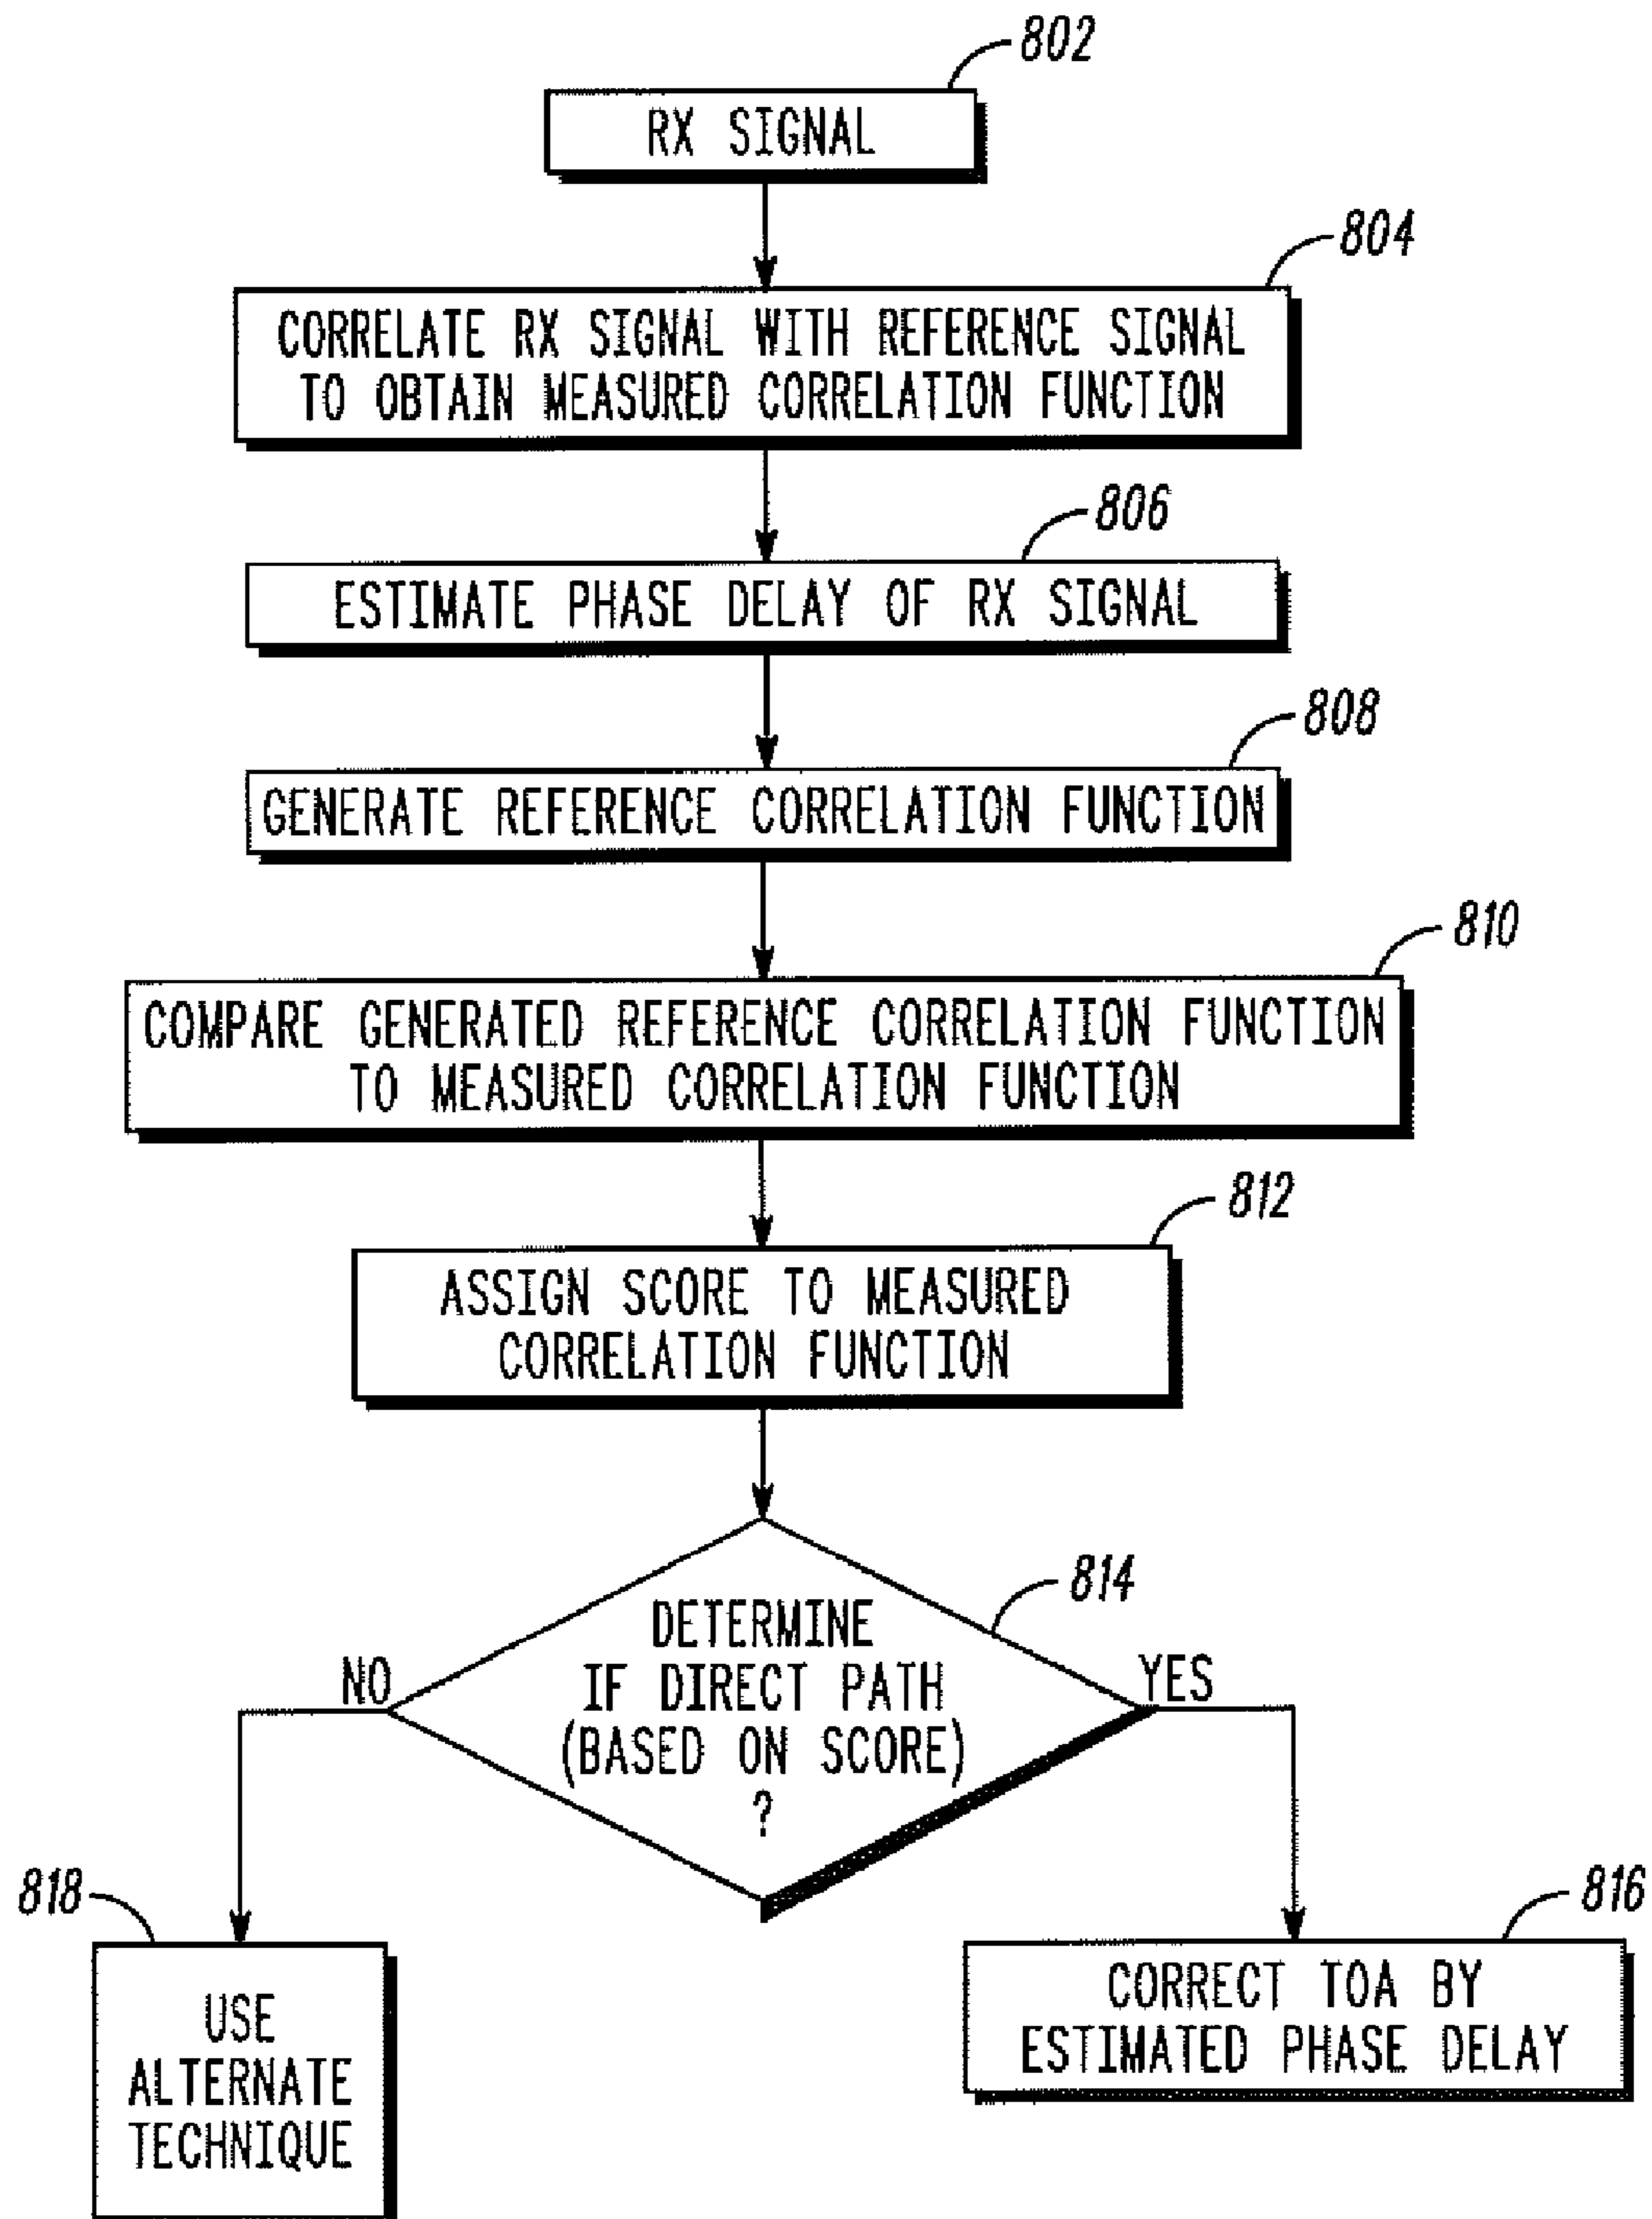 802
RX SIGNAL
804
CORRELATE RX SIGNAL WITH REFERENCE SIGNAL
TO OBTAIN MEASURED CORRELATION FUNCTION
806
ESTIMATE PHASE DELAY OF RX SIGNAL
808
GENERATE REFERENCE CORRELATION FUNCTION
810
COMPARE GENERATED REFERENCE CORRELATION FUNCTION
TO MEASURED CORRELATION FUNCTION
812
ASSIGN SCORE TO MEASURED
CORRELATION FUNCTION
814
DETERMINE
IF DIRECT PATH
(BASED ON SCORE)
?
NO
YES
818
USE
ALTERNATE
TECHNIQUE
816
CORRECT TOA BY
ESTIMATED PHASE DELAY